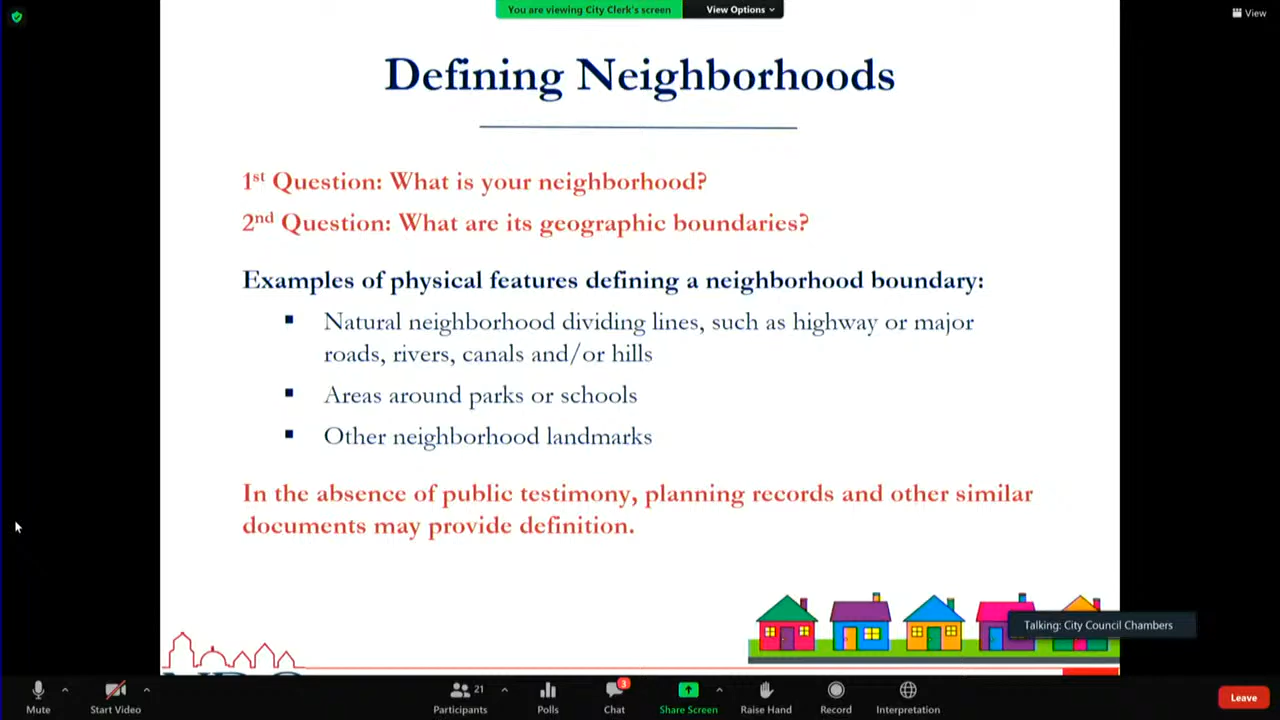 You are viewing City Clerk's screen
View Options
View
Defining Neighborhoods
1st Question: What is your neighborhood?
2nd Question: What are its geographic boundaries?
Examples of physical features defining a neighborhood boundary:
Natural neighborhood dividing lines, such as highway or major
roads, rivers, canals and/or hills
Areas around parks or schools
Other neighborhood landmarks
In the absence of public testimony, planning records and other similar
documents may provide definition.
Talking: City Council Chambers
21
3
Mute
Start Video
Participants
Polls
Chat
Share Screen
Raise Hand
Record
Interpretation
Leave